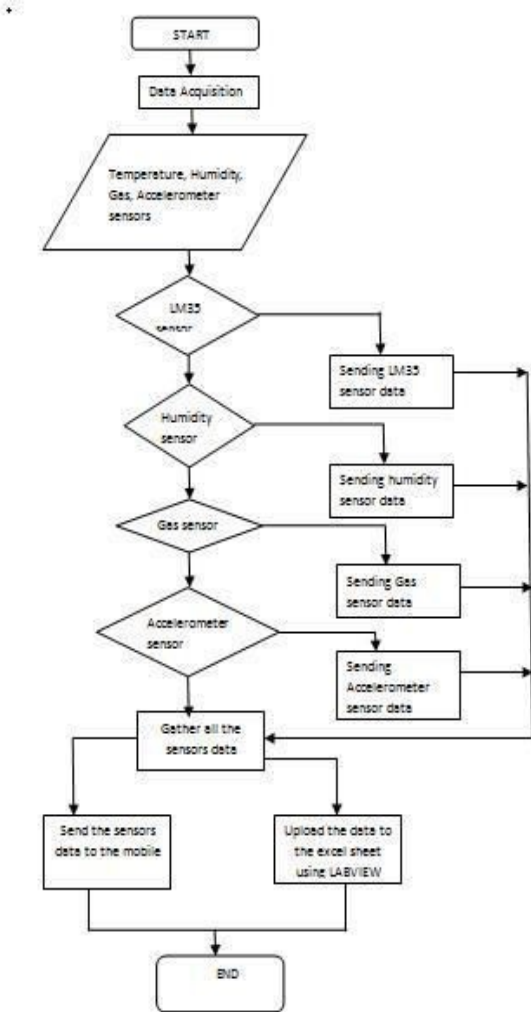 START
Data Acquisition
Temperature, Humidity,
Gas, Accelerometer
sensors
LM35
sensor
Sending LM35
sensor data
Humidity
sensor
Sending humidity
sensor data
Gas sensor
Sending Gas
sensor data
Accelerometer
sensor
Sending
Accelerometer
sensor data
Gather all the
sensors data
Send the sensors
data to the mobile
Upload the data to
the excel sheet
using LABVIEW
END